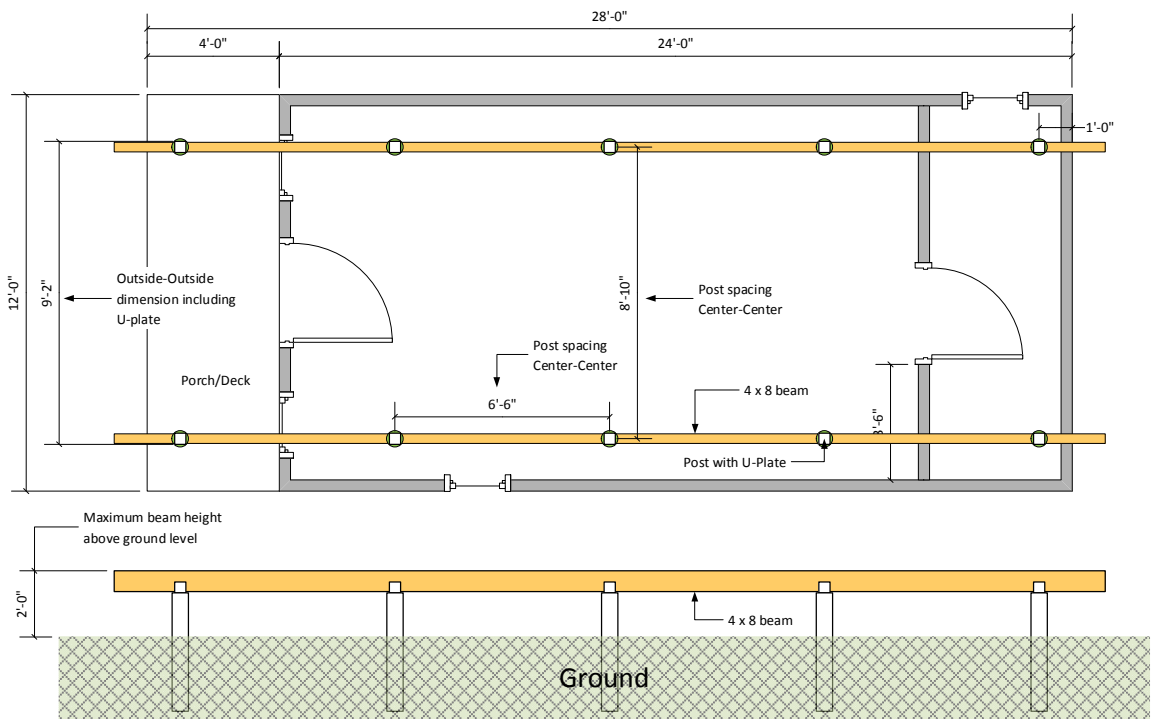 28'-0"
4'-0"
24'-0"
1'-0"
12'-0"
9'-2"
Outside-Outside
dimension including
U-plate
8'-10"
Post spacing
Center-Center
Post spacing
Center-Center
Porch/Deck
6'-6"
4 x 8 beam
3'-6"
Post with U-Plate
Maximum beam height
above ground level
2'-0"
4 x 8 beam
Ground